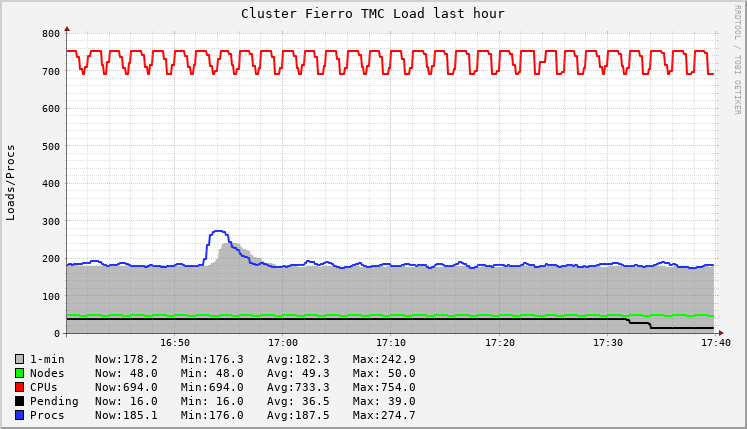 Cluster Fierro TMC Load last hour
RRDTOOL / TOBI OETIKER
Loads/Procs
800
700
600
500
400
300
200
100
0
16:50 17:00 17:10 17:20 17:30 17:40
1-min Now:178.2 Min:176.3 Avg:182.3 Max:242.9
Nodes Now: 48.0 Min: 48.0 Avg: 49.3 Max: 50.0
CPUs Now:694.0 Min:694.0 Avg:733.3 Max:754.0
Pending Now: 16.0 Min: 16.0 Avg: 36.5 Max: 39.0
Procs Now:185.1 Min:176.0 Avg:187.5 Max:274.7